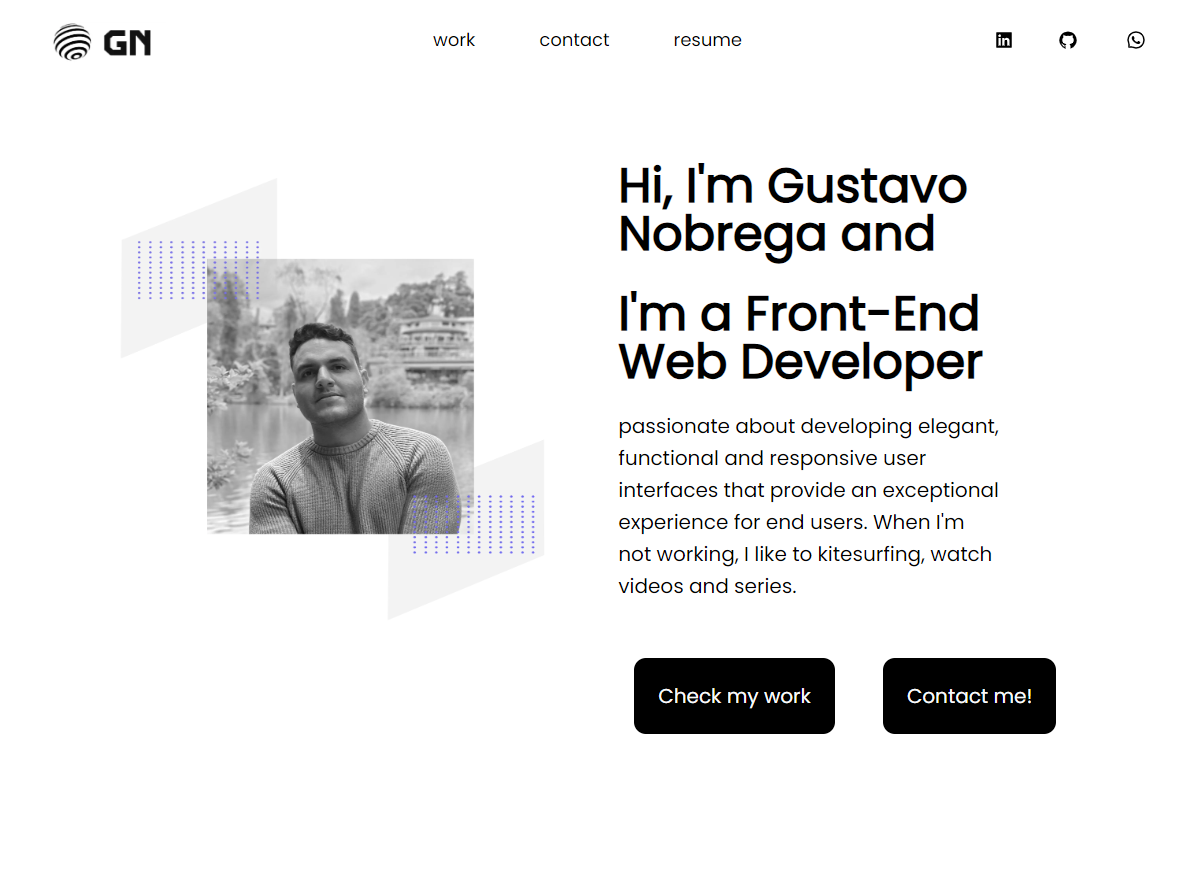 GN
work contact resume
Hi, I'm Gustavo
Nobrega and
I'm a Front-End
Web Developer
passionate about developing elegant,
functional and responsive user
interfaces that provide an exceptional
experience for end users. When I'm
not working, I like to kitesurfing, watch
videos and series.
Check my work Contact me!